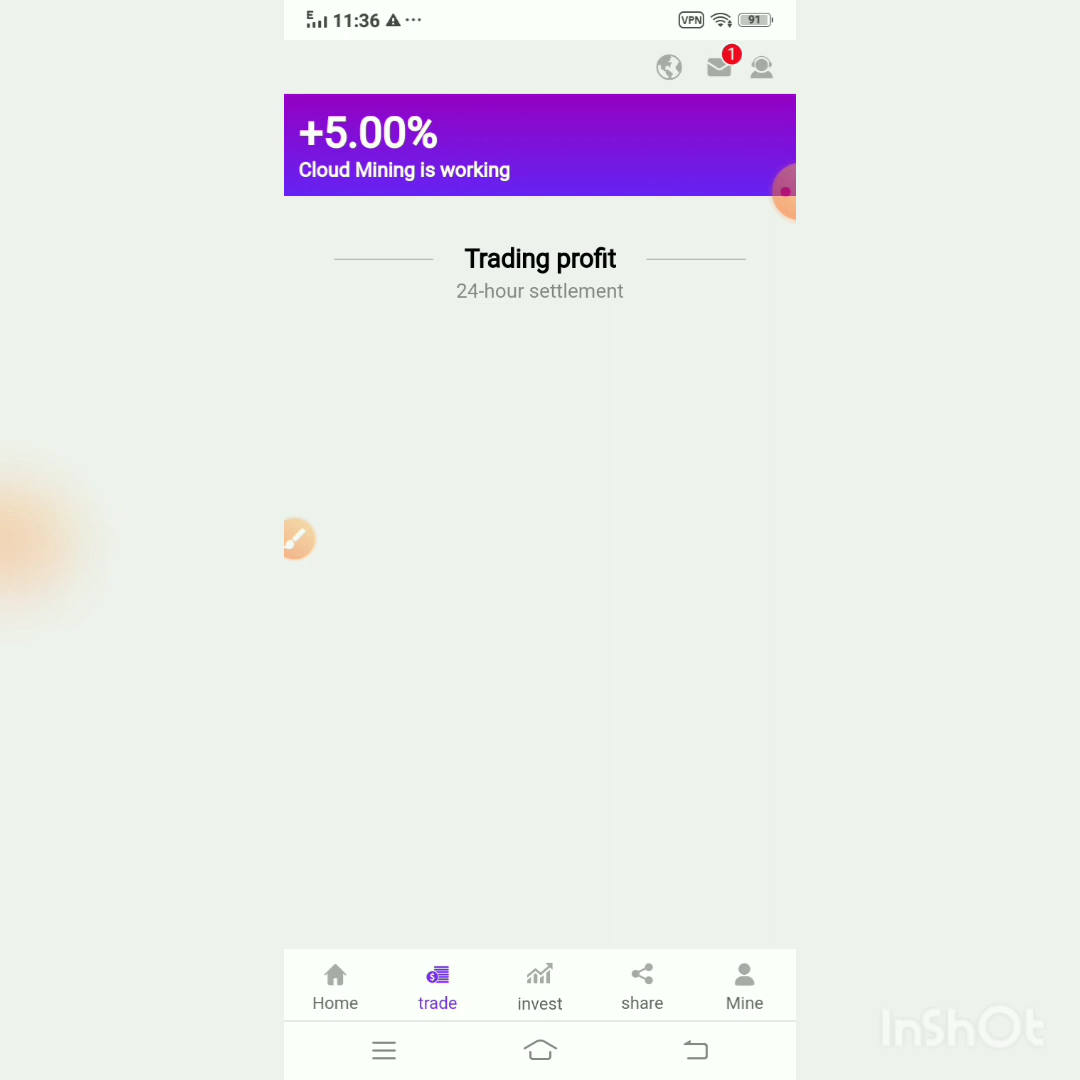 E 11:36 ...
VPN 91
1
+5.00%
Cloud Mining is working
Trading profit
24-hour settlement
Home trade invest share Mine
InShOt